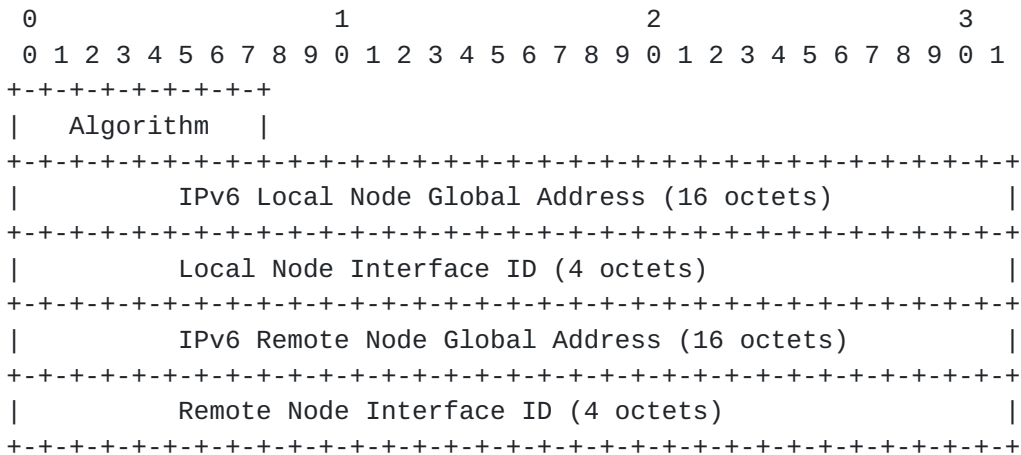 0                   1                   2                   3
 0 1 2 3 4 5 6 7 8 9 0 1 2 3 4 5 6 7 8 9 0 1 2 3 4 5 6 7 8 9 0 1
+-+-+-+-+-+-+-+-+
|   Algorithm   |
+-+-+-+-+-+-+-+-+-+-+-+-+-+-+-+-+-+-+-+-+-+-+-+-+-+-+-+-+-+-+-+-+
|          IPv6 Local Node Global Address (16 octets)           |
+-+-+-+-+-+-+-+-+-+-+-+-+-+-+-+-+-+-+-+-+-+-+-+-+-+-+-+-+-+-+-+-+
|          Local Node Interface ID (4 octets)                   |
+-+-+-+-+-+-+-+-+-+-+-+-+-+-+-+-+-+-+-+-+-+-+-+-+-+-+-+-+-+-+-+-+
|          IPv6 Remote Node Global Address (16 octets)          |
+-+-+-+-+-+-+-+-+-+-+-+-+-+-+-+-+-+-+-+-+-+-+-+-+-+-+-+-+-+-+-+-+
|          Remote Node Interface ID (4 octets)                  |
+-+-+-+-+-+-+-+-+-+-+-+-+-+-+-+-+-+-+-+-+-+-+-+-+-+-+-+-+-+-+-+-+